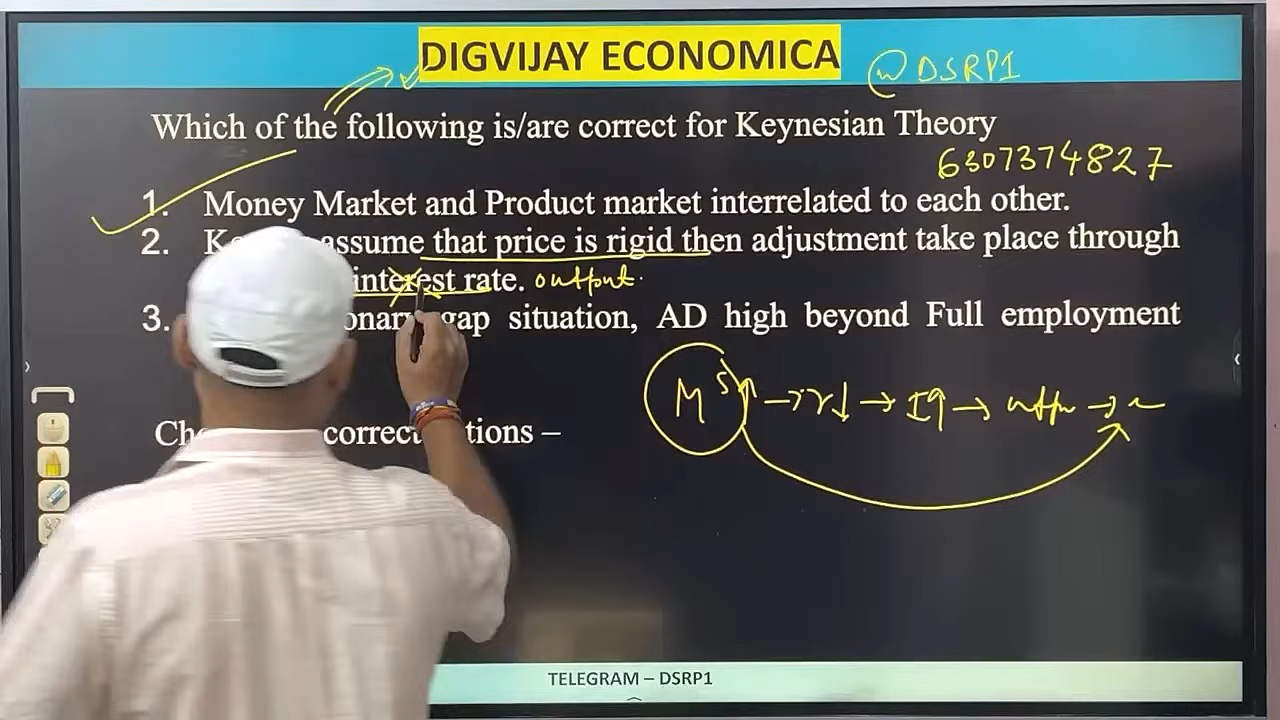 DIGVIJAY ECONOMICA
@DSRP1
Which of the following is/are correct for Keynesian Theory
6307374827
1. Money Market and Product market interrelated to each other.
2. assume that price is rigid then adjustment take place through
interest rate. output.
3. gap situation, AD high beyond Full employment
M S↑ → r↓ → I↑ →
correct
TELEGRAM – DSRP1